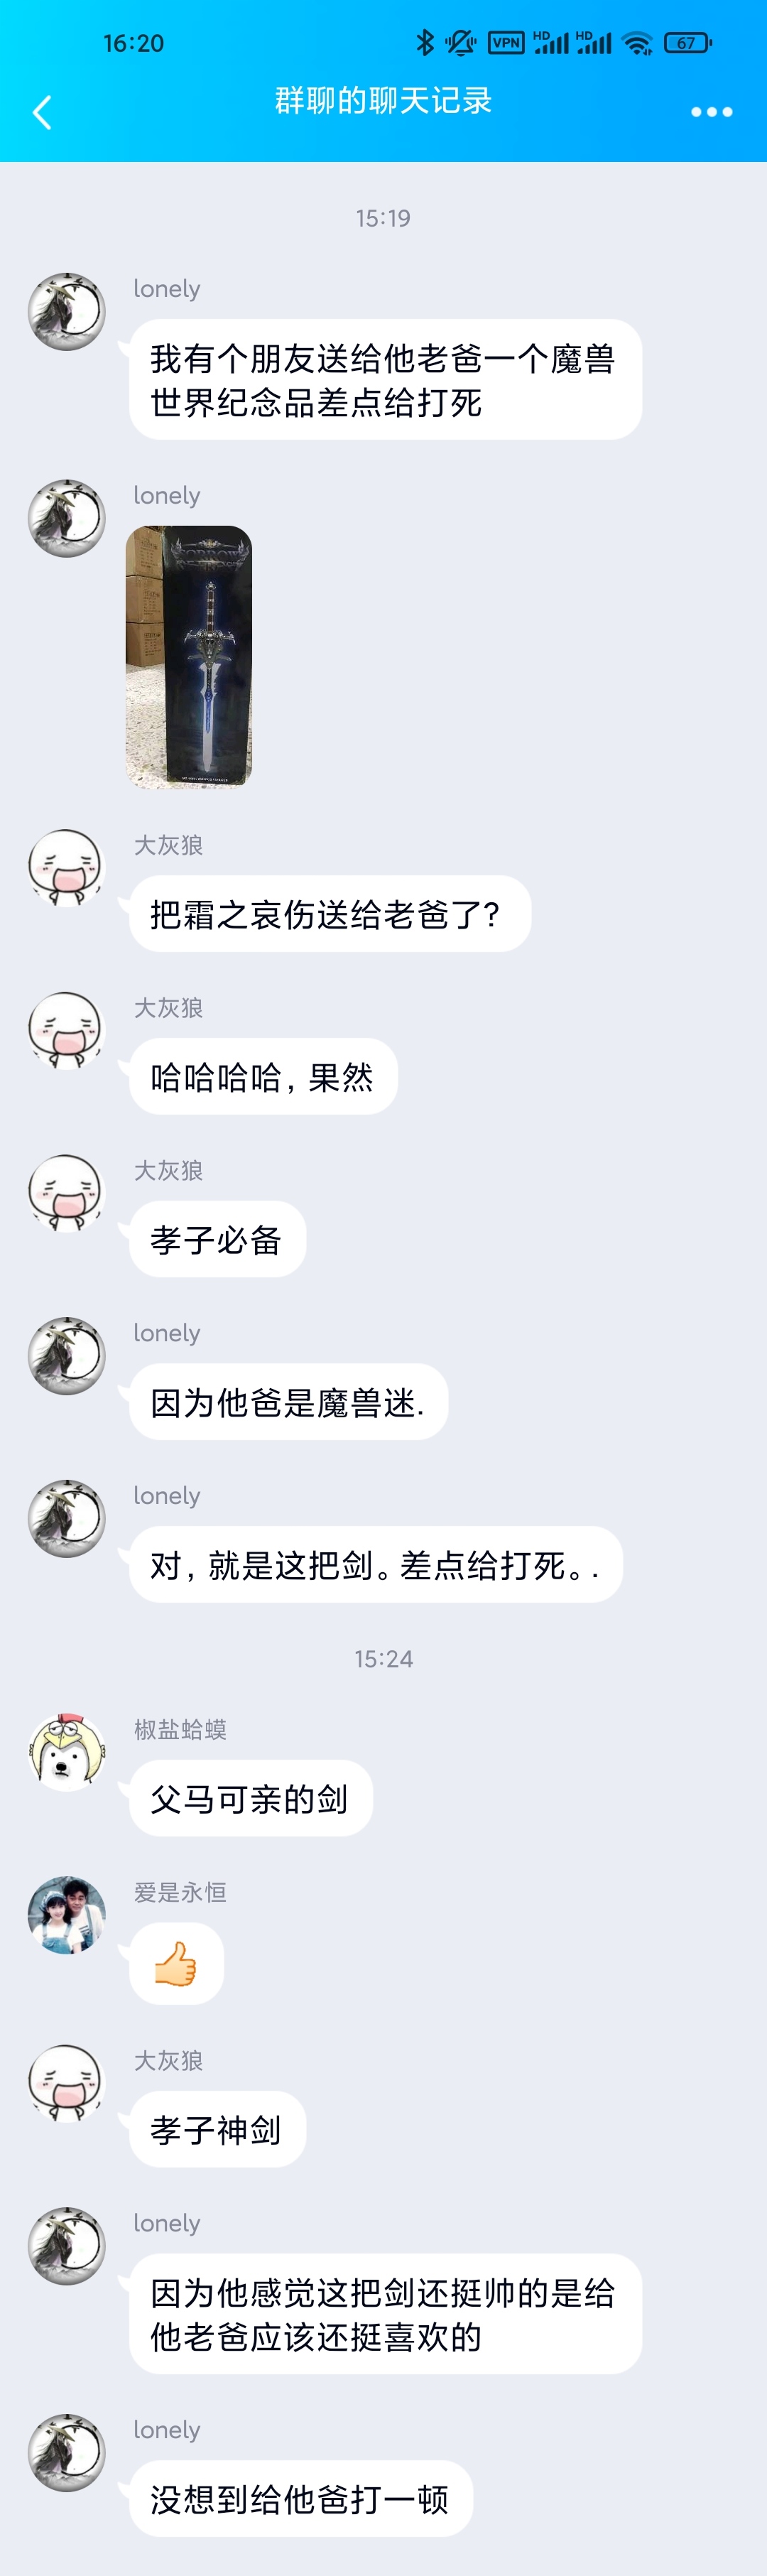 16:20
VPN
HD
HD
67
群聊的聊天记录
15:19
lonely
我有个朋友送给他老爸一个魔兽
世界纪念品差点给打死
lonely
SORROW
大灰狼
把霜之哀伤送给老爸了?
大灰狼
哈哈哈哈, 果然
大灰狼
孝子必备
lonely
因为他爸是魔兽迷.
lonely
对, 就是这把剑。差点给打死。.
15:24
椒盐蛤蟆
父马可亲的剑
爱是永恒
👍
大灰狼
孝子神剑
lonely
因为他感觉这把剑还挺帅的是给
他老爸应该还挺喜欢的
lonely
没想到给他爸打一顿